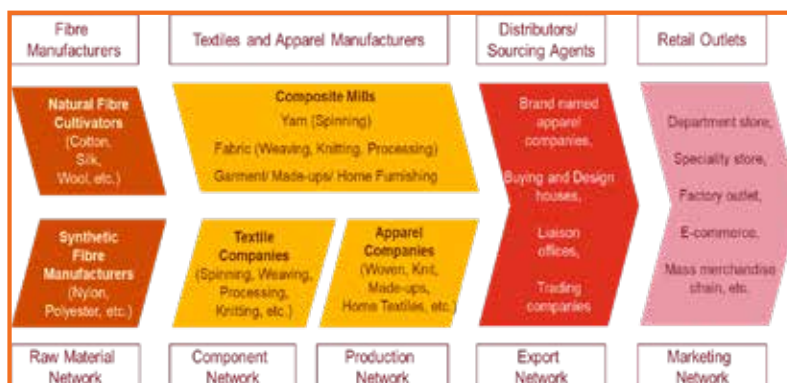 Fibre
Manufacturers
Textiles and Apparel Manufacturers
Distributors/
Sourcing Agents
Retail Outlets
Natural Fibre
Cultivators
(Cotton,
Silk,
Wool, etc.)
Composite Mills
Yarn (Spinning)
Fabric (Weaving, Knitting. Processing)
Garment/ Made-ups/ Home Furnishing
Synthetic
Fibre
Manufacturers
(Nylon,
Polyester, etc.)
Textile
Companies
(Spinning, Weaving,
Processing,
Knitting, etc.)
Apparel
Companies
(Woven, Knit,
Made-ups,
Home Textiles, etc.)
Brand named
apparel
companies,
Buying and Design
houses,
Liaison
offices,
Trading
companies
Department store,
Speciality store,
Factory outlet,
E-commerce,
Mass merchandise
chain, etc.
Raw Material
Network
Component
Network
Production
Network
Export
Network
Marketing
Network